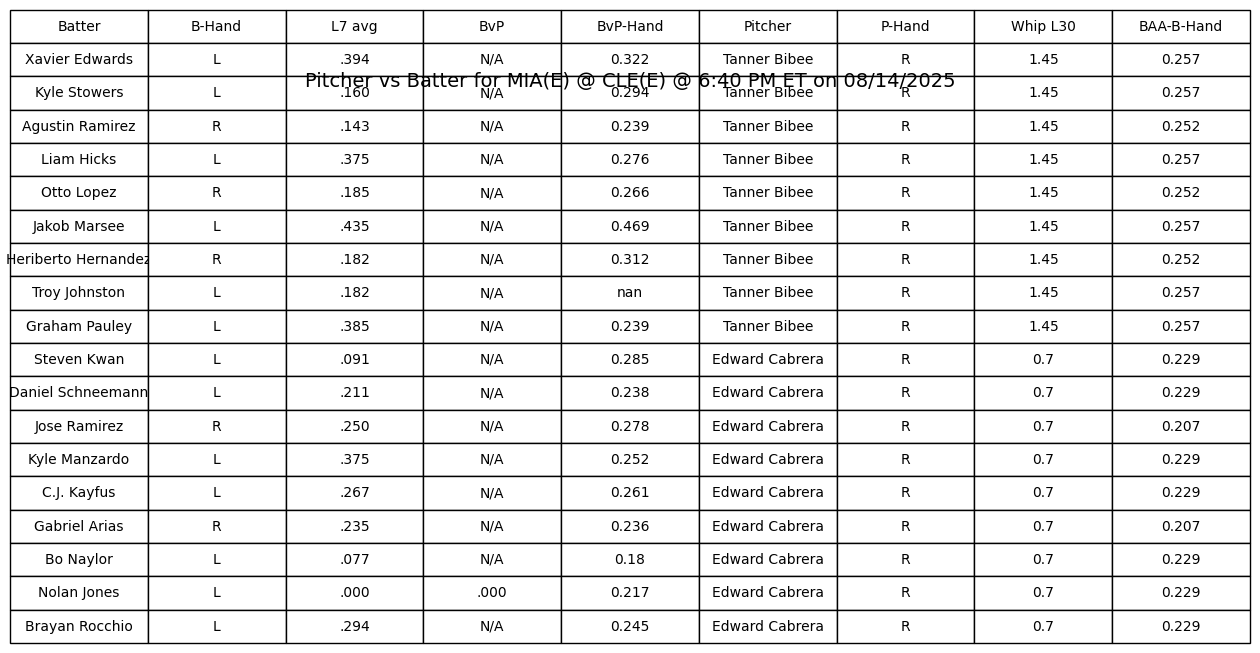 Batter B-Hand L7 avg BvP BvP-Hand Pitcher P-Hand Whip L30 BAA-B-Hand
Xavier Edwards L .394 N/A 0.322 Tanner Bibee R 1.45 0.257
Pitcher vs Batter for MIA(E) @ CLE(E) @ 6:40 PM ET on 08/14/2025
Kyle Stowers L .160 N/A 0.294 Tanner Bibee R 1.45 0.257
Agustin Ramirez R .143 N/A 0.239 Tanner Bibee R 1.45 0.252
Liam Hicks L .375 N/A 0.276 Tanner Bibee R 1.45 0.257
Otto Lopez R .185 N/A 0.266 Tanner Bibee R 1.45 0.252
Jakob Marsee L .435 N/A 0.469 Tanner Bibee R 1.45 0.257
Heriberto Hernandez R .182 N/A 0.312 Tanner Bibee R 1.45 0.252
Troy Johnston L .182 N/A nan Tanner Bibee R 1.45 0.257
Graham Pauley L .385 N/A 0.239 Tanner Bibee R 1.45 0.257
Steven Kwan L .091 N/A 0.285 Edward Cabrera R 0.7 0.229
Daniel Schneemann L .211 N/A 0.238 Edward Cabrera R 0.7 0.229
Jose Ramirez R .250 N/A 0.278 Edward Cabrera R 0.7 0.207
Kyle Manzardo L .375 N/A 0.252 Edward Cabrera R 0.7 0.229
C.J. Kayfus L .267 N/A 0.261 Edward Cabrera R 0.7 0.229
Gabriel Arias R .235 N/A 0.236 Edward Cabrera R 0.7 0.207
Bo Naylor L .077 N/A 0.18 Edward Cabrera R 0.7 0.229
Nolan Jones L .000 .000 0.217 Edward Cabrera R 0.7 0.229
Brayan Rocchio L .294 N/A 0.245 Edward Cabrera R 0.7 0.229